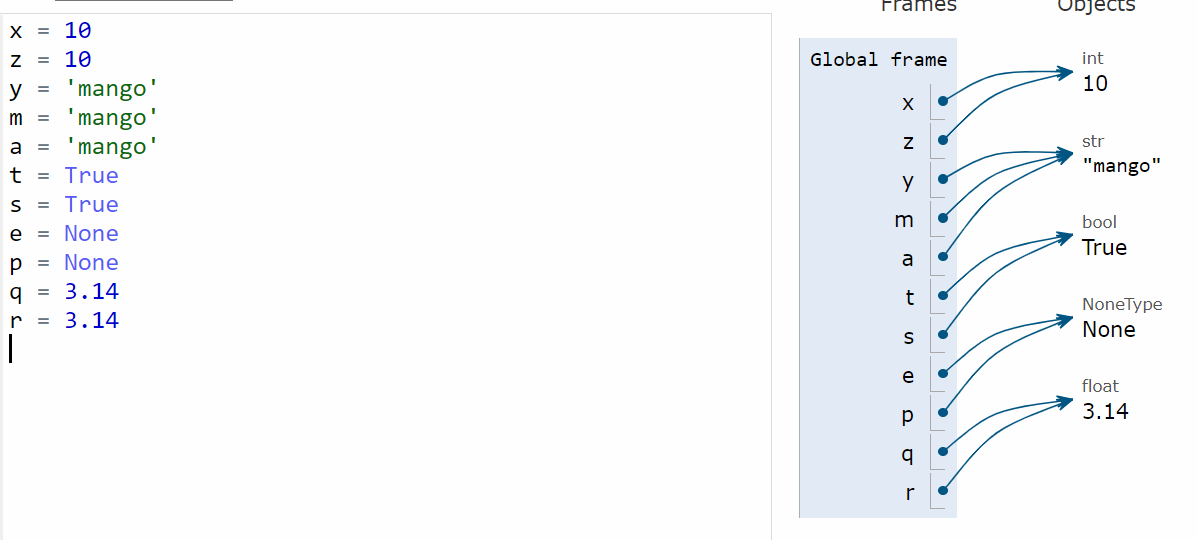 x = 10
z = 10
y = 'mango'
m = 'mango'
a = 'mango'
t = True
s = True
e = None
p = None
q = 3.14
r = 3.14
Frames
Objects
Global frame
x
z
y
m
a
t
s
e
p
q
r
int
10
str
"mango"
bool
True
NoneType
None
float
3.14